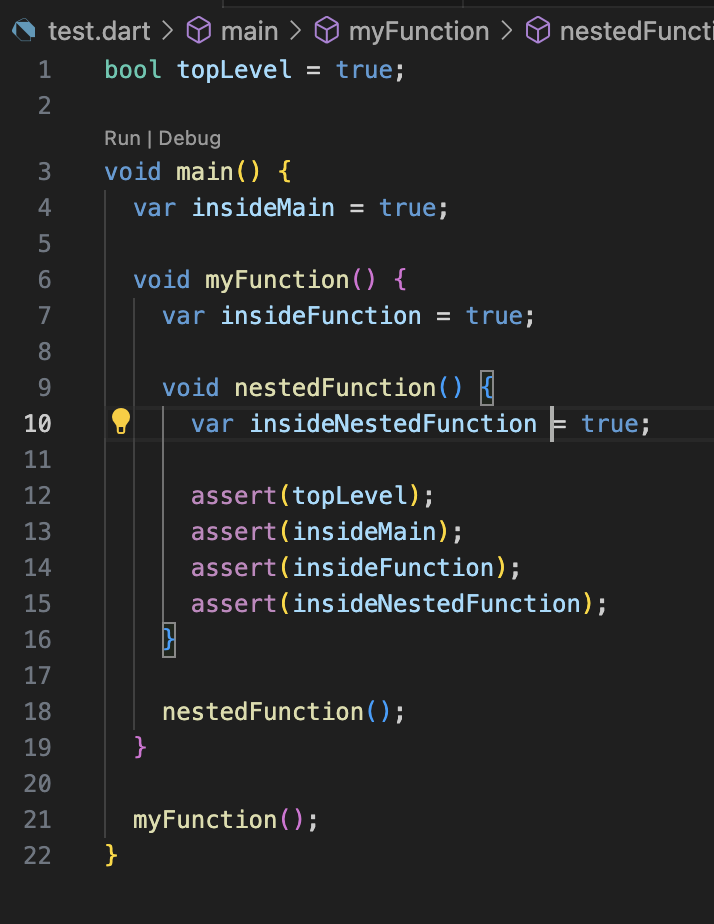 test.dart > main > myFunction > nestedFuncti
1 bool topLevel = true;
2
Run | Debug
3 void main() {
4   var insideMain = true;
5
6   void myFunction() {
7     var insideFunction = true;
8
9     void nestedFunction() {
10       var insideNestedFunction = true;
11
12       assert(topLevel);
13       assert(insideMain);
14       assert(insideFunction);
15       assert(insideNestedFunction);
16     }
17
18     nestedFunction();
19   }
20
21   myFunction();
22 }